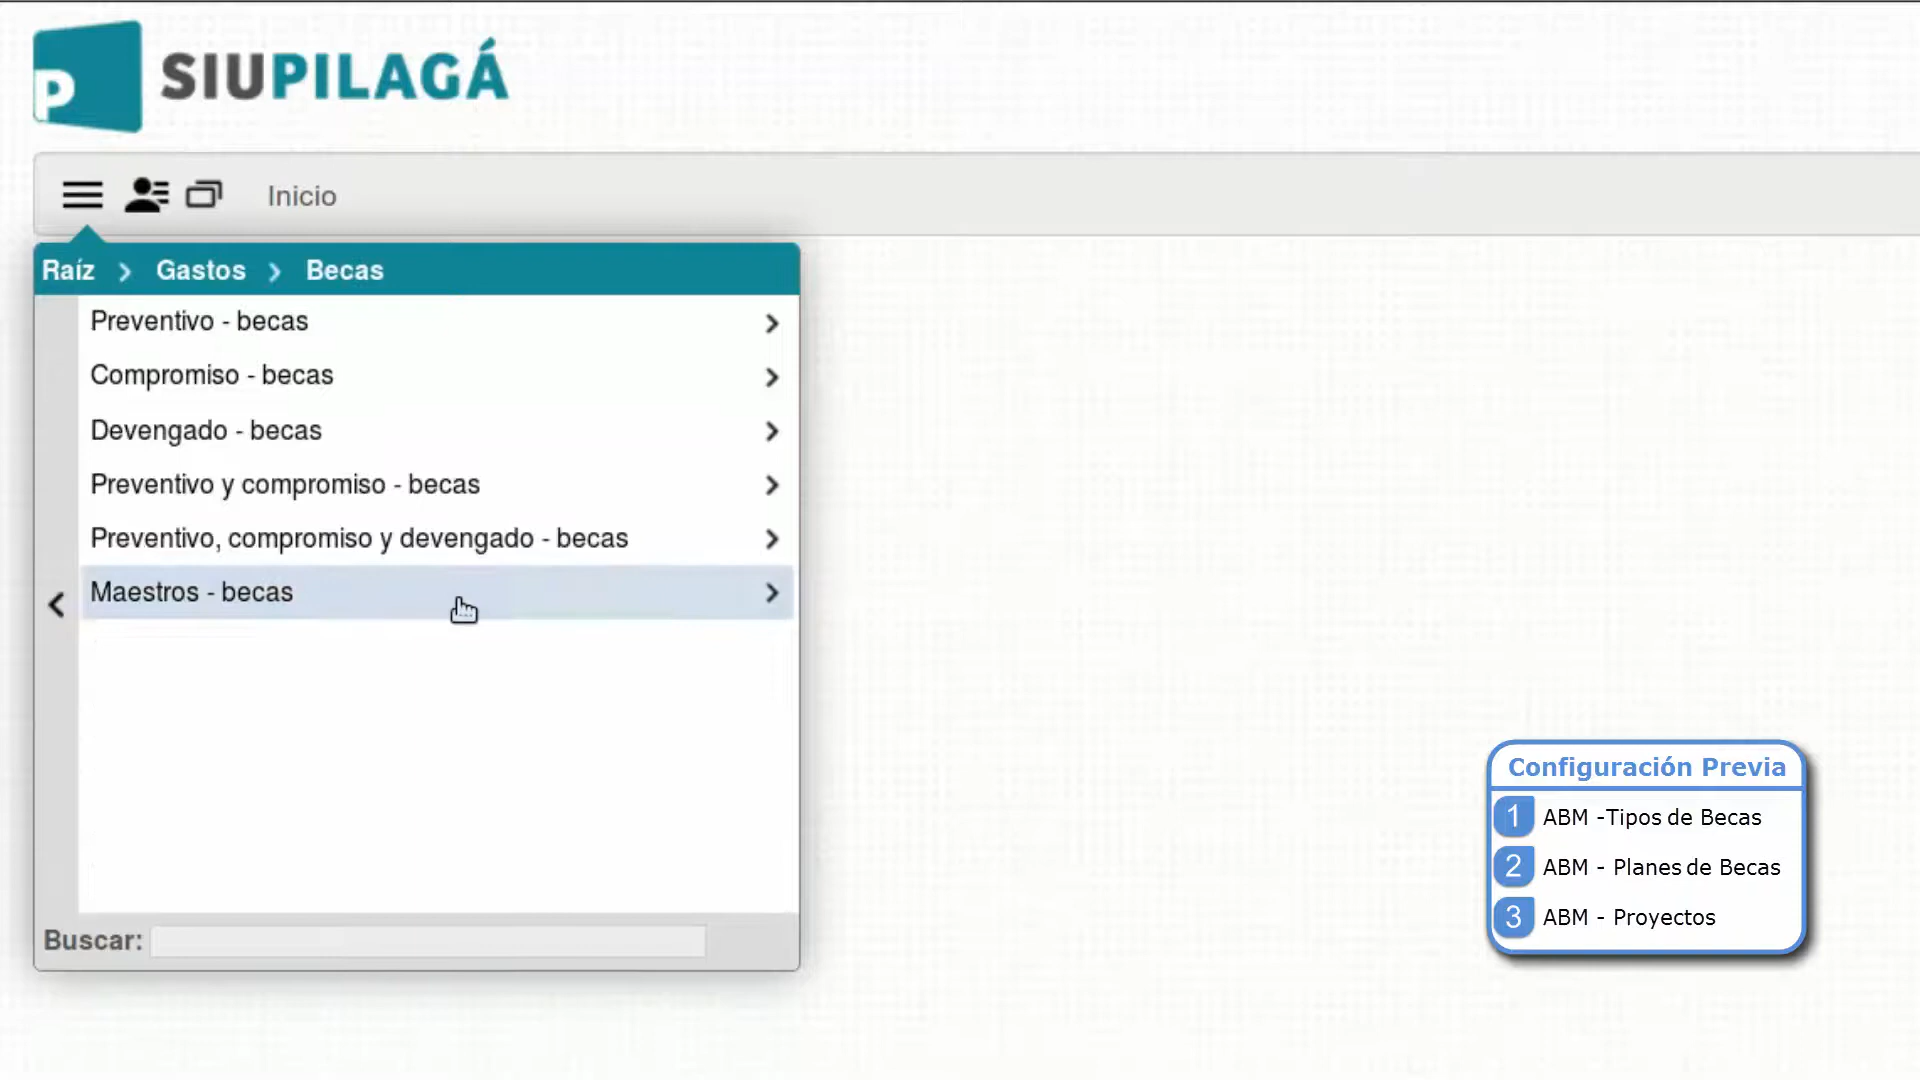 P SIUPILAGÁ
Inicio
Raíz > Gastos > Becas
Preventivo - becas
Compromiso - becas
Devengado - becas
Preventivo y compromiso - becas
Preventivo, compromiso y devengado - becas
Maestros - becas
Buscar:
Configuración Previa
1 ABM -Tipos de Becas
2 ABM - Planes de Becas
3 ABM - Proyectos